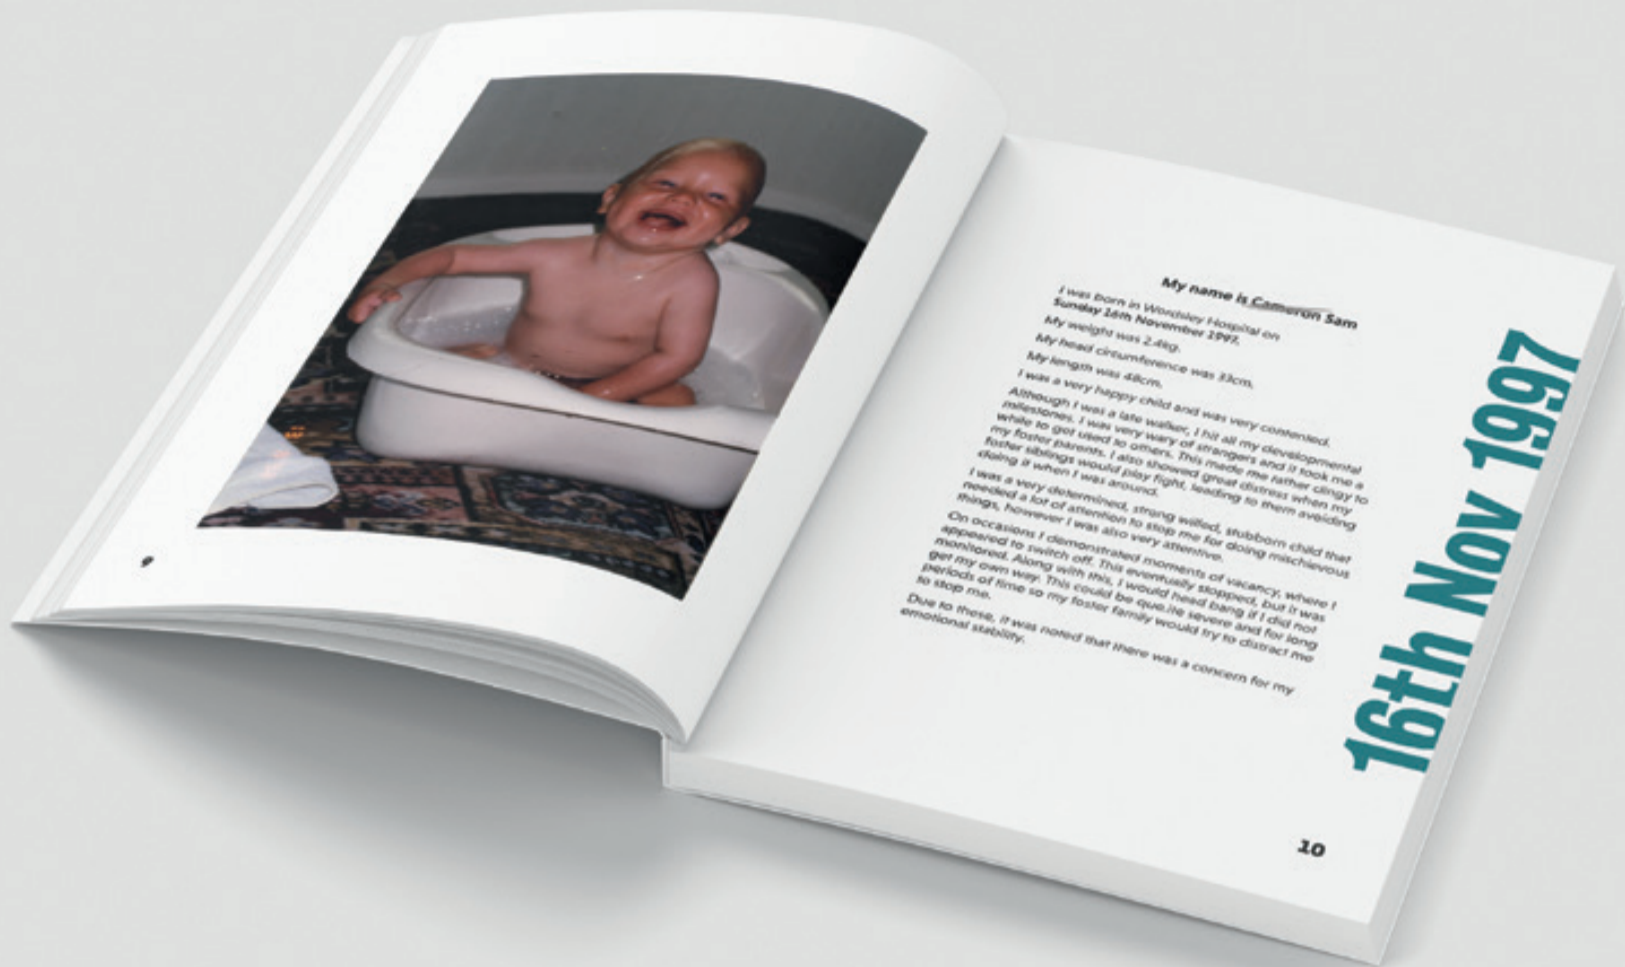 9
My name is Cameron Sam
I was born in Wordsley Hospital on
Sunday 16th November 1997.
My weight was 2.4kg.
My head circumference was 33cm.
My length was 48cm.
I was a very happy child and was very contented.
Although I was a late walker, I hit all my developmental
milestones. I was very wary of strangers and it took me a
while to get used to others. This made me rather clingy to
my foster parents. I also showed great distress when my
foster siblings would play fight, leading to them avoiding
doing it when I was around.
I was a very determined, strong willed, stubborn child that
needed a lot of attention to stop me for doing mischievous
things, however I was also very attentive.
On occasions I demonstrated moments of vacancy, where I
appeared to switch off. This eventually stopped, but it was
monitored. Along with this, I would head bang if I did not
get my own way. This could be que.ite severe and for long
periods of time so my foster family would try to distract me
to stop me.
Due to these, it was noted that there was a concern for my
emotional stability.
16th Nov 1997
10